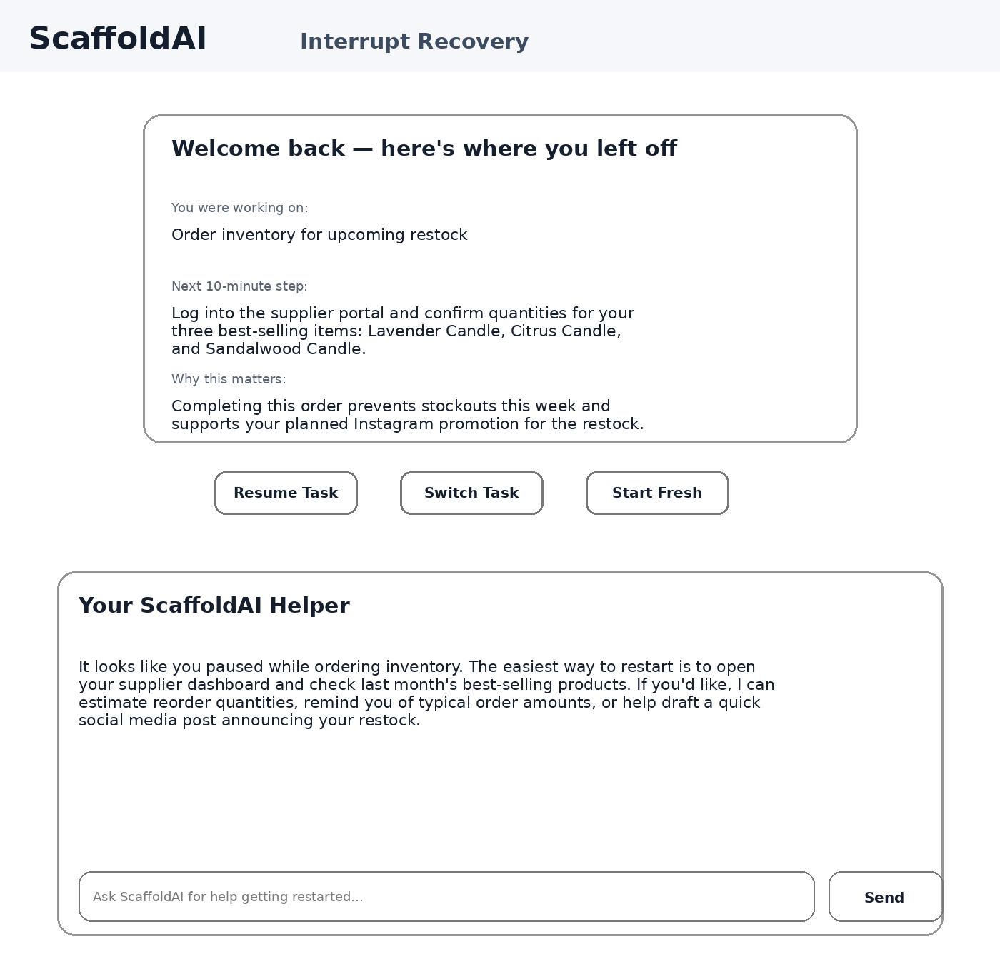 ScaffoldAI
Interrupt Recovery
Welcome back — here's where you left off
You were working on:
Order inventory for upcoming restock
Next 10-minute step:
Log into the supplier portal and confirm quantities for your
three best-selling items: Lavender Candle, Citrus Candle,
and Sandalwood Candle.
Why this matters:
Completing this order prevents stockouts this week and
supports your planned Instagram promotion for the restock.
Resume Task
Switch Task
Start Fresh
Your ScaffoldAI Helper
It looks like you paused while ordering inventory. The easiest way to restart is to open
your supplier dashboard and check last month's best-selling products. If you'd like, I can
estimate reorder quantities, remind you of typical order amounts, or help draft a quick
social media post announcing your restock.
Ask ScaffoldAI for help getting restarted...
Send